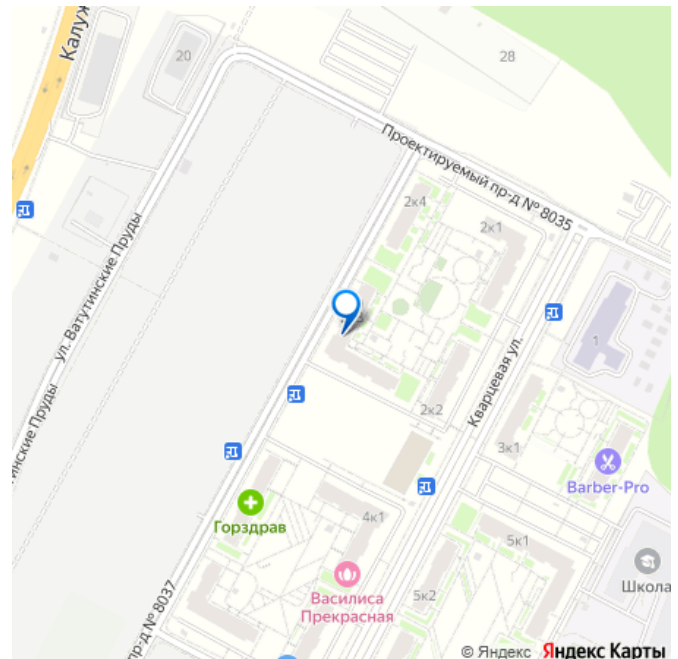 Калуж
20
28
Проектируемый пр-д № 8035
2к4
2к1
ул. Ватутинские Пруды
1
Кварцевая ул.
2к2
3к1
Barber-Pro
Горздрав
4к1
5к1
Школа
5к2
Василиса
Прекрасная
пр-д № 8037
© Яндекс Яндекс Карты